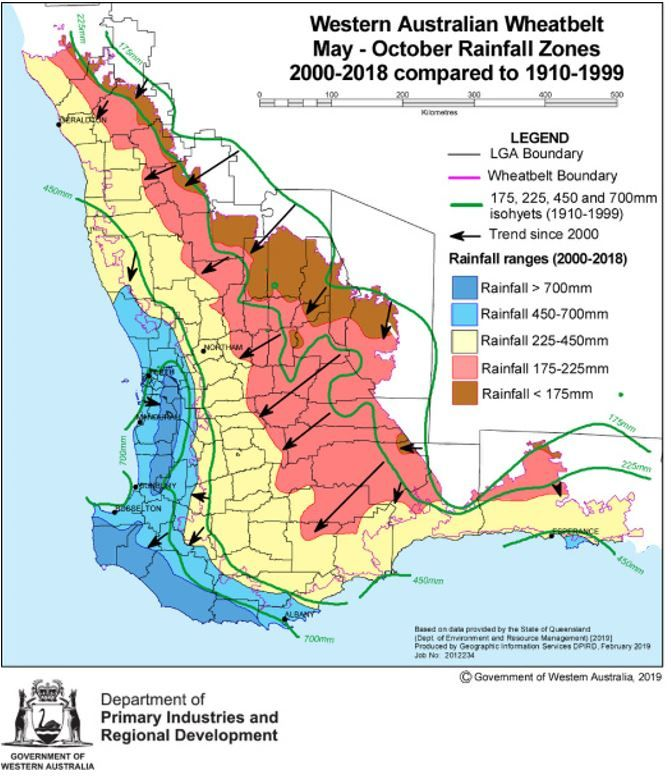 Western Australian Wheatbelt
May - October Rainfall Zones
2000-2018 compared to 1910-1999
0 100 200 300 400 500
Kilometres
LEGEND
LGA Boundary
Wheatbelt Boundary
175, 225, 450 and 700mm
isohyets (1910-1999)
Trend since 2000
Rainfall ranges (2000-2018)
Rainfall > 700mm
Rainfall 450-700mm
Rainfall 225-450mm
Rainfall 175-225mm
Rainfall < 175mm
225mm
175mm
GERALDTON
450mm
NORTHAM
PERTH
MANDURAH
700mm
BUNBURY
BUSSELTON
175mm
225mm
ESPERANCE
450mm
450mm
ALBANY
700mm
Based on data provided by the State of Queensland
(Dept. of Environment and Resource Management) [2019]
Produced by Geographic Information Services DPIRD, February 2019
Job No: 2012234
© Government of Western Australia, 2019
Department of
Primary Industries and
Regional Development
GOVERNMENT OF
WESTERN AUSTRALIA